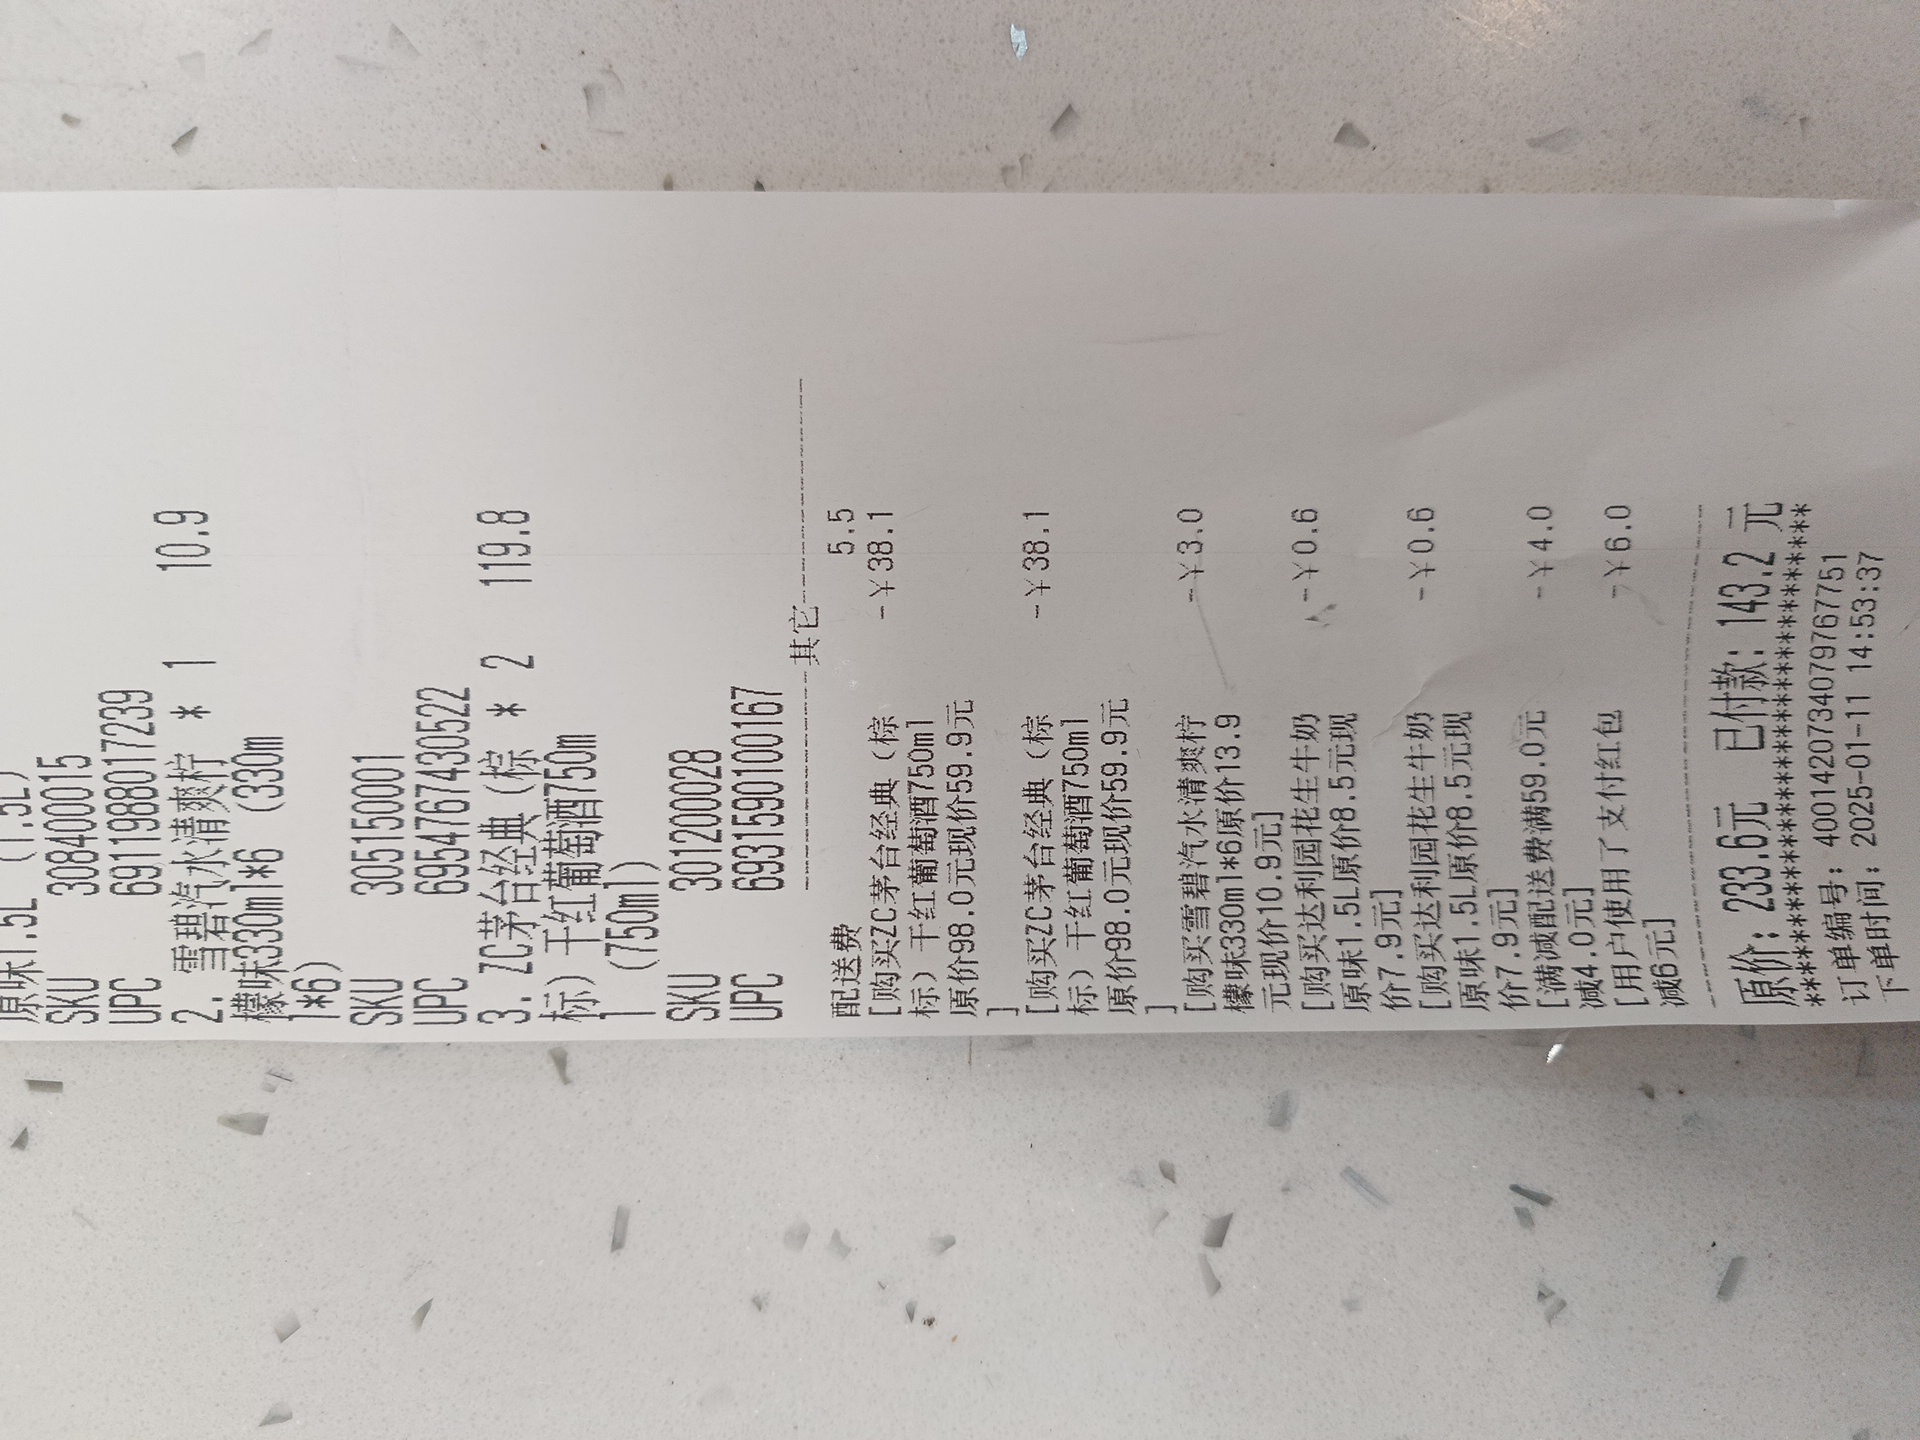 原味1.5L (1.5L)
SKU 308400015
UPC 6911988017239
2. 雪碧汽水清爽柠 * 1 10.9
檬味330ml*6 (330m
l*6)
SKU 305150001
UPC 6954767430522
3. ZC茅台经典（棕 * 2 119.8
标）干红葡萄酒750m
l (750ml)
SKU 301200028
UPC 6931590100167
----------------其它----------------
配送费 5.5
[购买ZC茅台经典（棕 -￥38.1
标）干红葡萄酒750ml
原价98.0元现价59.9元
]
[购买ZC茅台经典（棕 -￥38.1
标）干红葡萄酒750ml
原价98.0元现价59.9元
]
[购买雪碧汽水清爽柠 -￥3.0
檬味330ml*6原价13.9
元现价10.9元]
[购买达利园花生牛奶 -￥0.6
原味1.5L原价8.5元现
价7.9元]
[购买达利园花生牛奶 -￥0.6
原味1.5L原价8.5元现
价7.9元]
[满减配送费满59.0元 -￥4.0
减4.0元]
[用户使用了支付红包 -￥6.0
减6元]
--------------------------------
原价: 233.6元 已付款: 143.2 元
********************************
订单编号: 4001420734079767751
下单时间: 2025-01-11 14:53:37